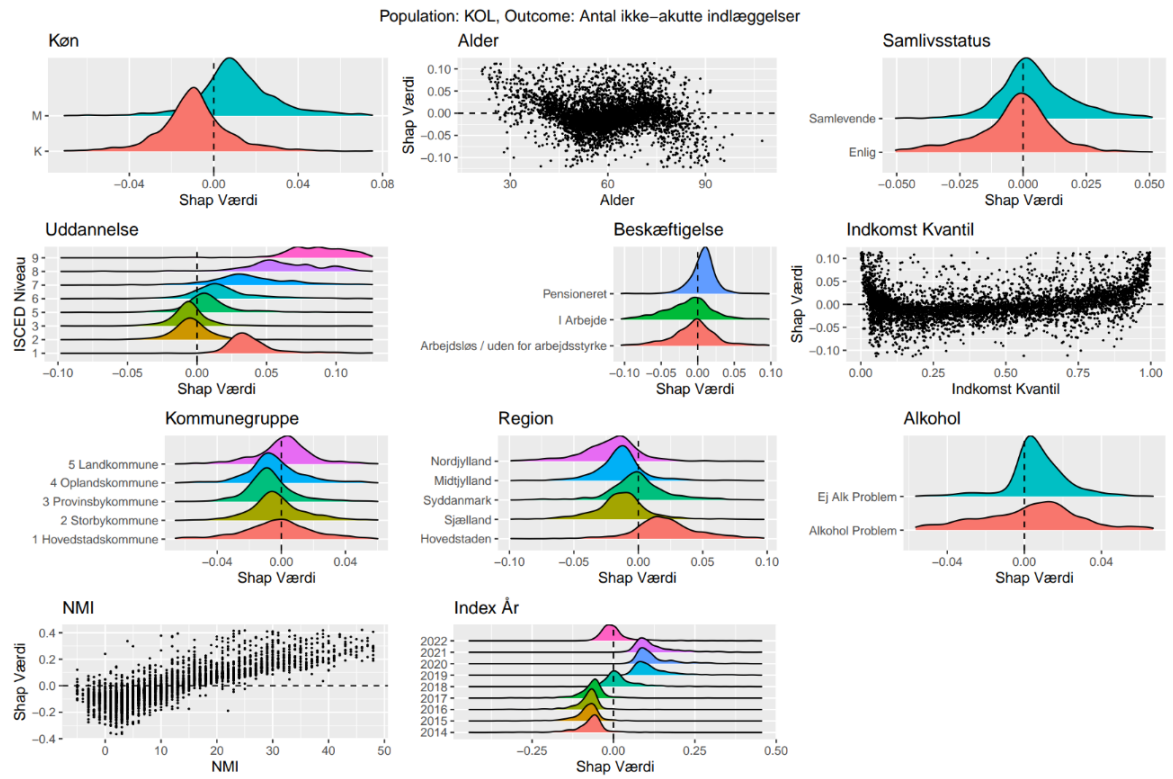 Population: KOL, Outcome: Antal ikke−akutte indlæggelser
Køn
M
K
−0.04 0.00 0.04 0.08
Shap Værdi
Alder
Shap Værdi
0.10
0.05
0.00
−0.05
−0.10
30 60 90
Alder
Samlivsstatus
Samlevende
Enlig
−0.050 −0.025 0.000 0.025 0.050
Shap Værdi
Uddannelse
ISCED Niveau
9
8
7
6
5
3
2
1
−0.10 −0.05 0.00 0.05 0.10
Shap Værdi
Beskæftigelse
Pensioneret
I Arbejde
Arbejdsløs / uden for arbejdsstyrke
−0.10 −0.05 0.00 0.05 0.10
Shap Værdi
Indkomst Kvantil
Shap Værdi
0.10
0.05
0.00
−0.05
−0.10
0.00 0.25 0.50 0.75 1.00
Indkomst Kvantil
Kommunegruppe
5 Landkommune
4 Oplandskommune
3 Provinsbykommune
2 Storbykommune
1 Hovedstadskommune
−0.04 0.00 0.04
Shap Værdi
Region
Nordjylland
Midtjylland
Syddanmark
Sjælland
Hovedstaden
−0.10 −0.05 0.00 0.05 0.10
Shap Værdi
Alkohol
Ej Alk Problem
Alkohol Problem
−0.04 0.00 0.04
Shap Værdi
NMI
Shap Værdi
0.4
0.2
0.0
−0.2
−0.4
0 10 20 30 40 50
NMI
Index År
2022
2021
2020
2019
2018
2017
2016
2015
2014
−0.25 0.00 0.25 0.50
Shap Værdi